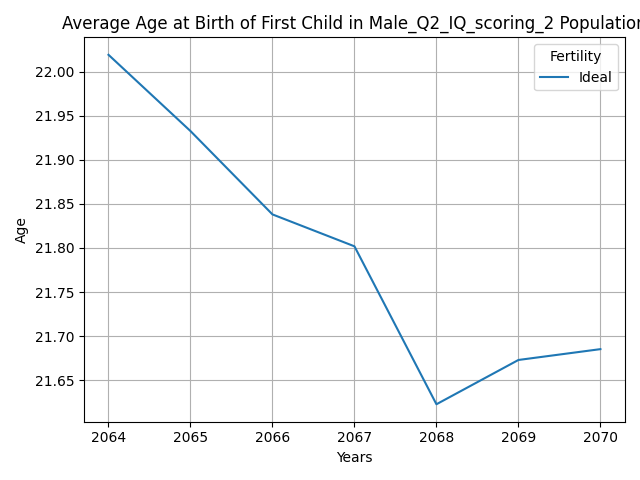 Average Age at Birth of First Child in Male_Q2_IQ_scoring_2 Population
Fertility
Ideal
22.00
21.95
21.90
21.85
21.80
21.75
21.70
21.65
Age
2064 2065 2066 2067 2068 2069 2070
Years